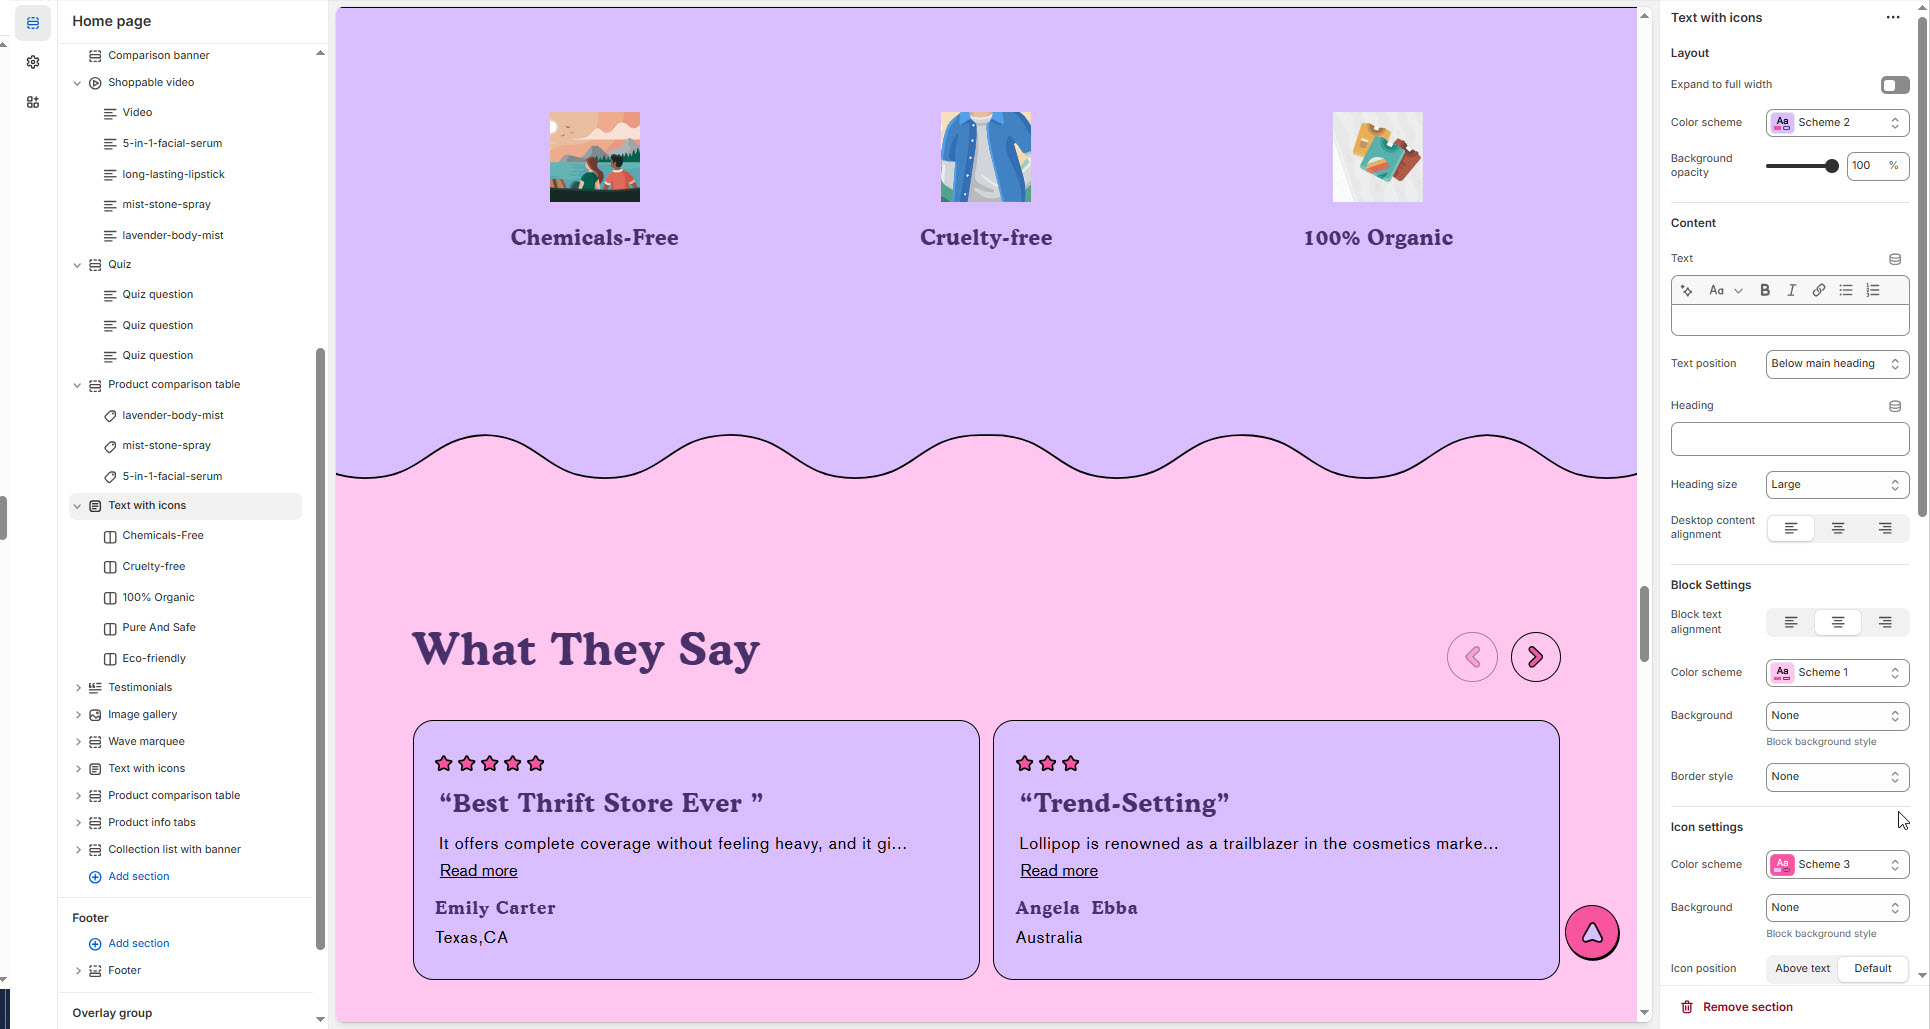 Home page
Comparison banner
Shoppable video
Video
5-in-1-facial-serum
long-lasting-lipstick
mist-stone-spray
lavender-body-mist
Quiz
Quiz question
Quiz question
Quiz question
Product comparison table
lavender-body-mist
mist-stone-spray
5-in-1-facial-serum
Text with icons
Chemicals-Free
Cruelty-free
100% Organic
Pure And Safe
Eco-friendly
Testimonials
Image gallery
Wave marquee
Text with icons
Product comparison table
Product info tabs
Collection list with banner
Add section
Footer
Add section
Footer
Overlay group
Chemicals-Free
Cruelty-free
100% Organic
What They Say
“Best Thrift Store Ever ”
It offers complete coverage without feeling heavy, and it gi...
Read more
Emily Carter
Texas,CA
“Trend-Setting”
Lollipop is renowned as a trailblazer in the cosmetics marke...
Read more
Angela Ebba
Australia
Text with icons
Layout
Expand to full width
Color scheme
Aa Scheme 2
Background
opacity
100 %
Content
Text
Aa B I
Text position
Below main heading
Heading
Heading size
Large
Desktop content
alignment
Block Settings
Block text
alignment
Color scheme
Aa Scheme 1
Background
None
Block background style
Border style
None
Icon settings
Color scheme
Aa Scheme 3
Background
None
Block background style
Icon position
Above text Default
Remove section